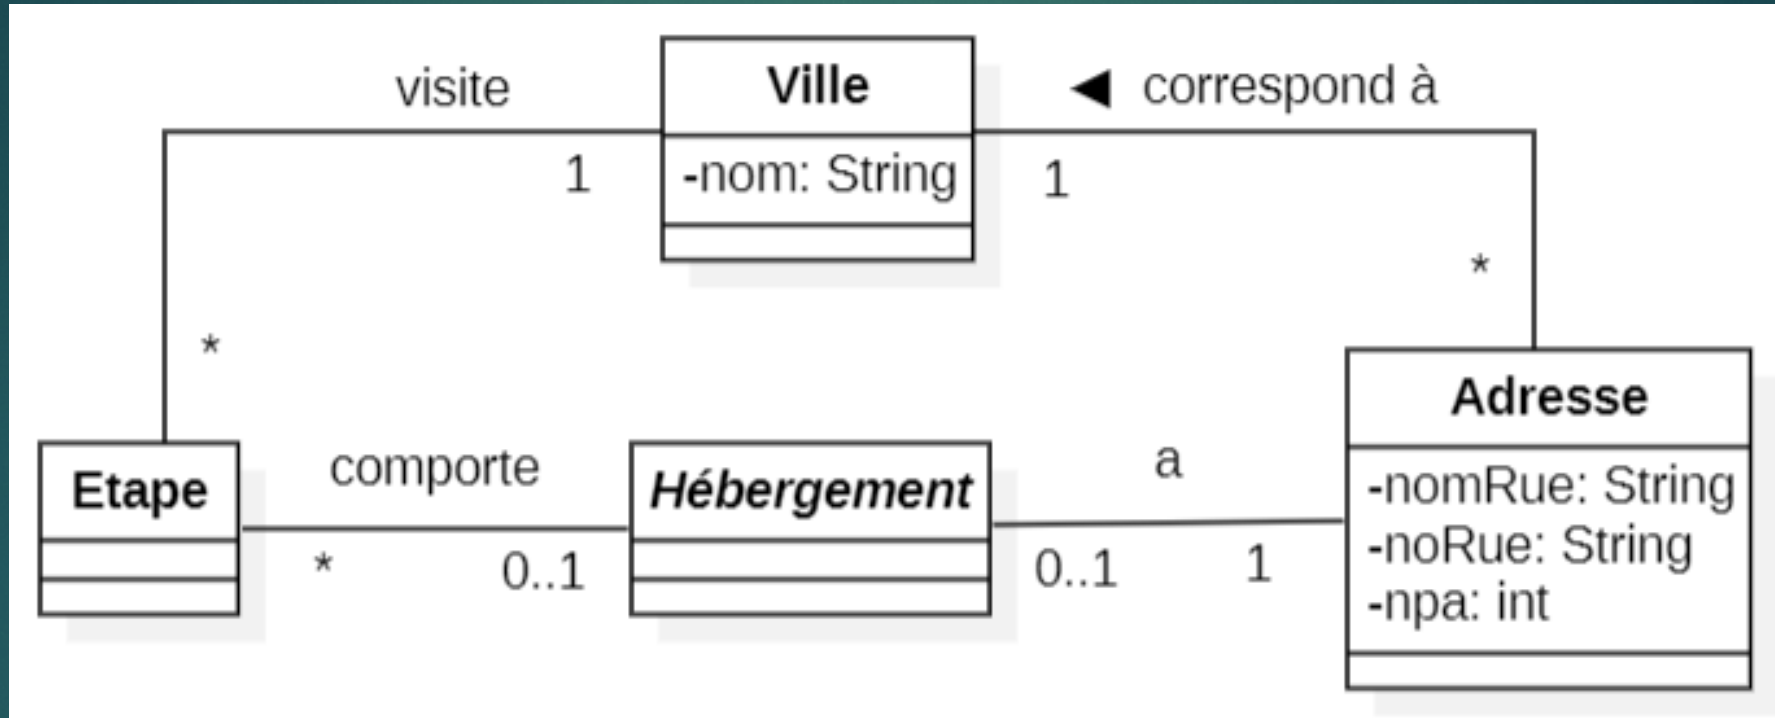 visite
Ville
◀ correspond à
1
-nom: String
1
*
*
Etape
comporte
Hébergement
a
Adresse
*
0..1
0..1
1
-nomRue: String
-noRue: String
-npa: int